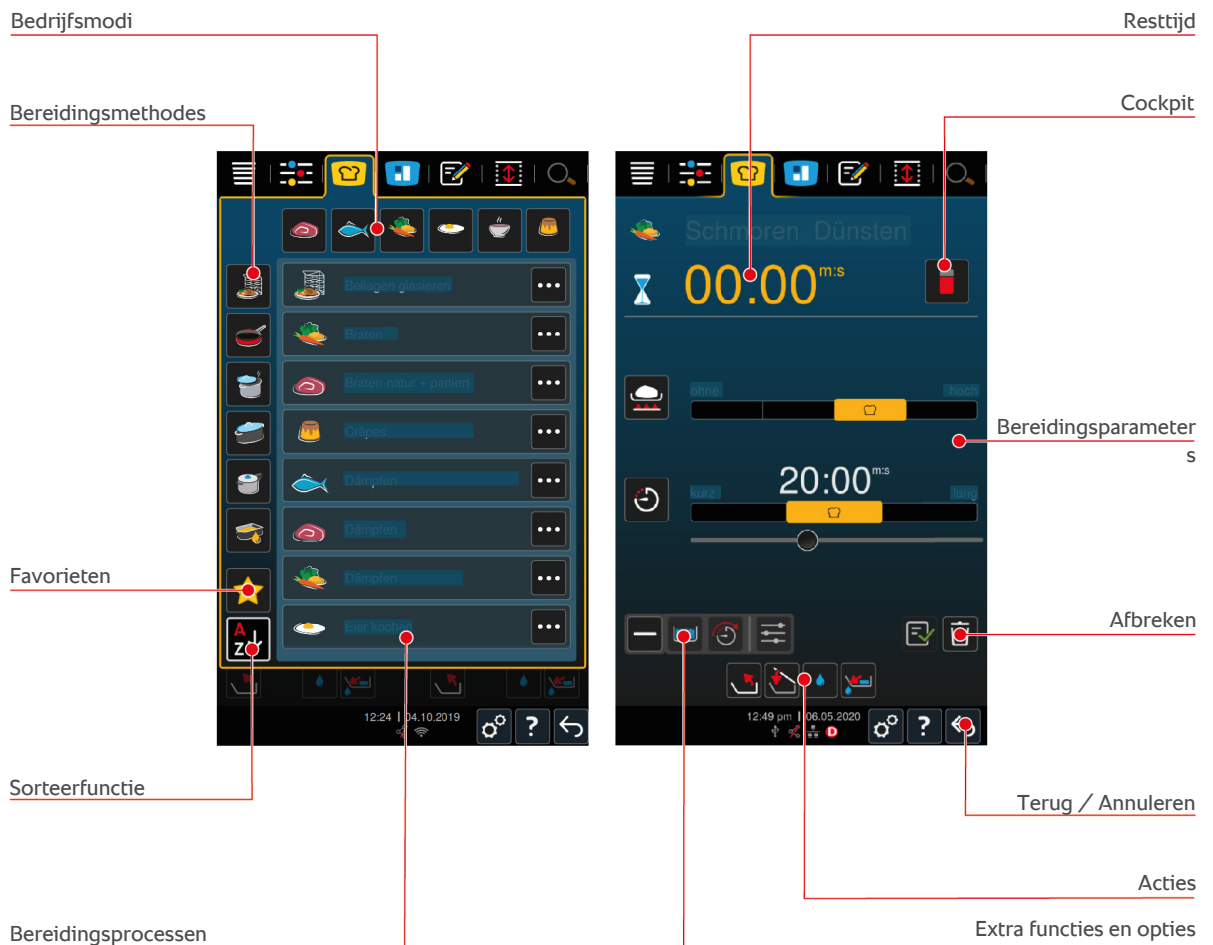 Bedrijfsmodi
Resttijd
Bereidingsmethodes
Cockpit
Schmoren Dünsten
00:00 m:s
Beilagen glasieren
Braten
Braten natur + paniert
Crêpes
Dämpfen
Dämpfen
Dämpfen
Eier kochen
ohne
hoch
Bereidingsparameter
s
20:00 m:s
kurz
lang
Favorieten
Afbreken
A
Z
12:24 | 04.10.2019
?
12:49 pm | 06.05.2020
D
?
Sorteerfunctie
Terug / Annuleren
Acties
Bereidingsprocessen
Extra functies en opties